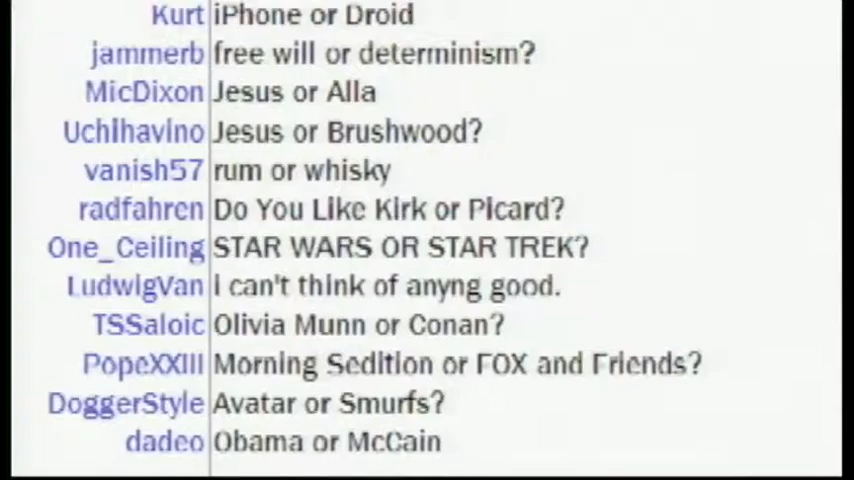 Kurt iPhone or Droid
jammerb free will or determinism?
MicDixon Jesus or Alla
Uchihavino Jesus or Brushwood?
vanish57 rum or whisky
radfahren Do You Like Kirk or Picard?
One_Ceiling STAR WARS OR STAR TREK?
LudwigVan i can't think of anyng good.
TSSaloic Olivia Munn or Conan?
PopeXXIII Morning Sedition or FOX and Friends?
DoggerStyle Avatar or Smurfs?
dadeo Obama or McCain